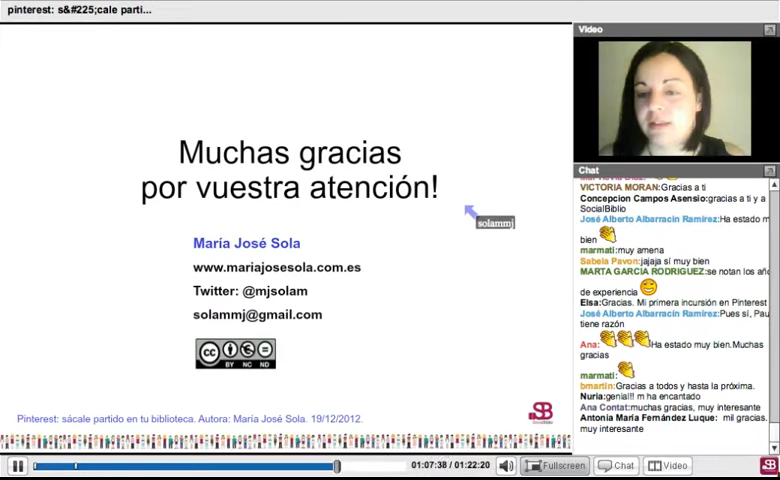 pinterest: s&#225;cale parti...
Muchas gracias
por vuestra atención!
solammj
María José Sola
www.mariajosesola.com.es
Twitter: @mjsolam
solammj@gmail.com
cc
BY NC ND
Pinterest: sácale partido en tu biblioteca. Autora: María José Sola. 19/12/2012.
SB
Video
Chat
VICTORIA MORAN:Gracias a ti
Concepcion Campos Asensio:gracias a ti y a
SocialBiblio
José Alberto Albarracín Ramírez:Ha estado m
bien
marmati:muy amena
Sabela Pavon:jajaja sí muy bien
MARTA GARCIA RODRIGUEZ:se notan los año
de experiencia
Elsa:Gracias. Mi primera incursión en Pinterest
José Alberto Albarracín Ramírez:Pues sí, Pau
tiene razón
Ana:Ha estado muy bien.Muchas
gracias
marmati:
bmartin:Gracias a todos y hasta la próxima.
Nuria:genial!! m ha encantado
Ana Contat:muchas gracias, muy interesante
Antonia María Fernández Luque: mil gracias.
muy interesante
01:07:38 / 01:22:20
Fullscreen
Chat
Video
SB